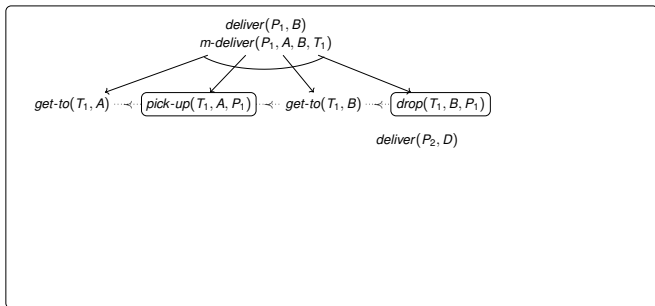 deliver(P₁, B)
m-deliver(P₁, A, B, T₁)
get-to(T₁, A) ≺ pick-up(T₁, A, P₁) ≺ get-to(T₁, B) ≺ drop(T₁, B, P₁)
deliver(P₂, D)